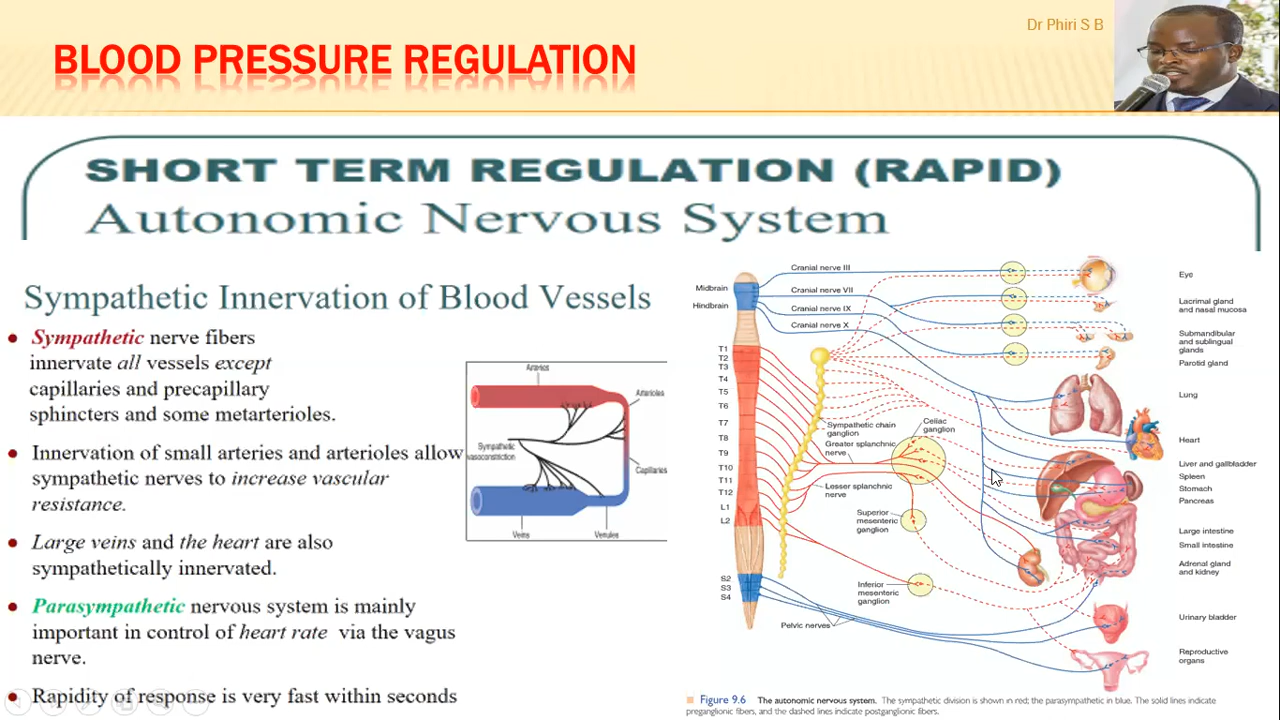 Dr Phiri S B
BLOOD PRESSURE REGULATION
SHORT TERM REGULATION (RAPID)
Autonomic Nervous System
Sympathetic Innervation of Blood Vessels
Sympathetic nerve fibers
innervate all vessels except
capillaries and precapillary
sphincters and some metarterioles.
Innervation of small arteries and arterioles allow
sympathetic nerves to increase vascular
resistance.
Large veins and the heart are also
sympathetically innervated.
Parasympathetic nervous system is mainly
important in control of heart rate via the vagus
nerve.
Rapidity of response is very fast within seconds
Arteries
Arterioles
Sympathetic
vasoconstriction
Capillaries
Veins
Venules
Cranial nerve III
Midbrain
Cranial nerve VII
Hindbrain
Cranial nerve IX
Cranial nerve X
T1
T2
T3
T4
T5
T6
T7
T8
T9
T10
T11
T12
L1
L2
S2
S3
S4
Sympathetic chain
ganglion
Greater splanchnic
nerve
Lesser splanchnic
nerve
Celiac
ganglion
Superior
mesenteric
ganglion
Inferior
mesenteric
ganglion
Pelvic nerves
Eye
Lacrimal gland
and nasal mucosa
Submandibular
and sublingual
glands
Parotid gland
Lung
Heart
Liver and gallbladder
Spleen
Stomach
Pancreas
Large intestine
Small intestine
Adrenal gland
and kidney
Urinary bladder
Reproductive
organs
Figure 9.6 The autonomic nervous system. The sympathetic division is shown in red; the parasympathetic in blue. The solid lines indicate
preganglionic fibers, and the dashed lines indicate postganglionic fibers.